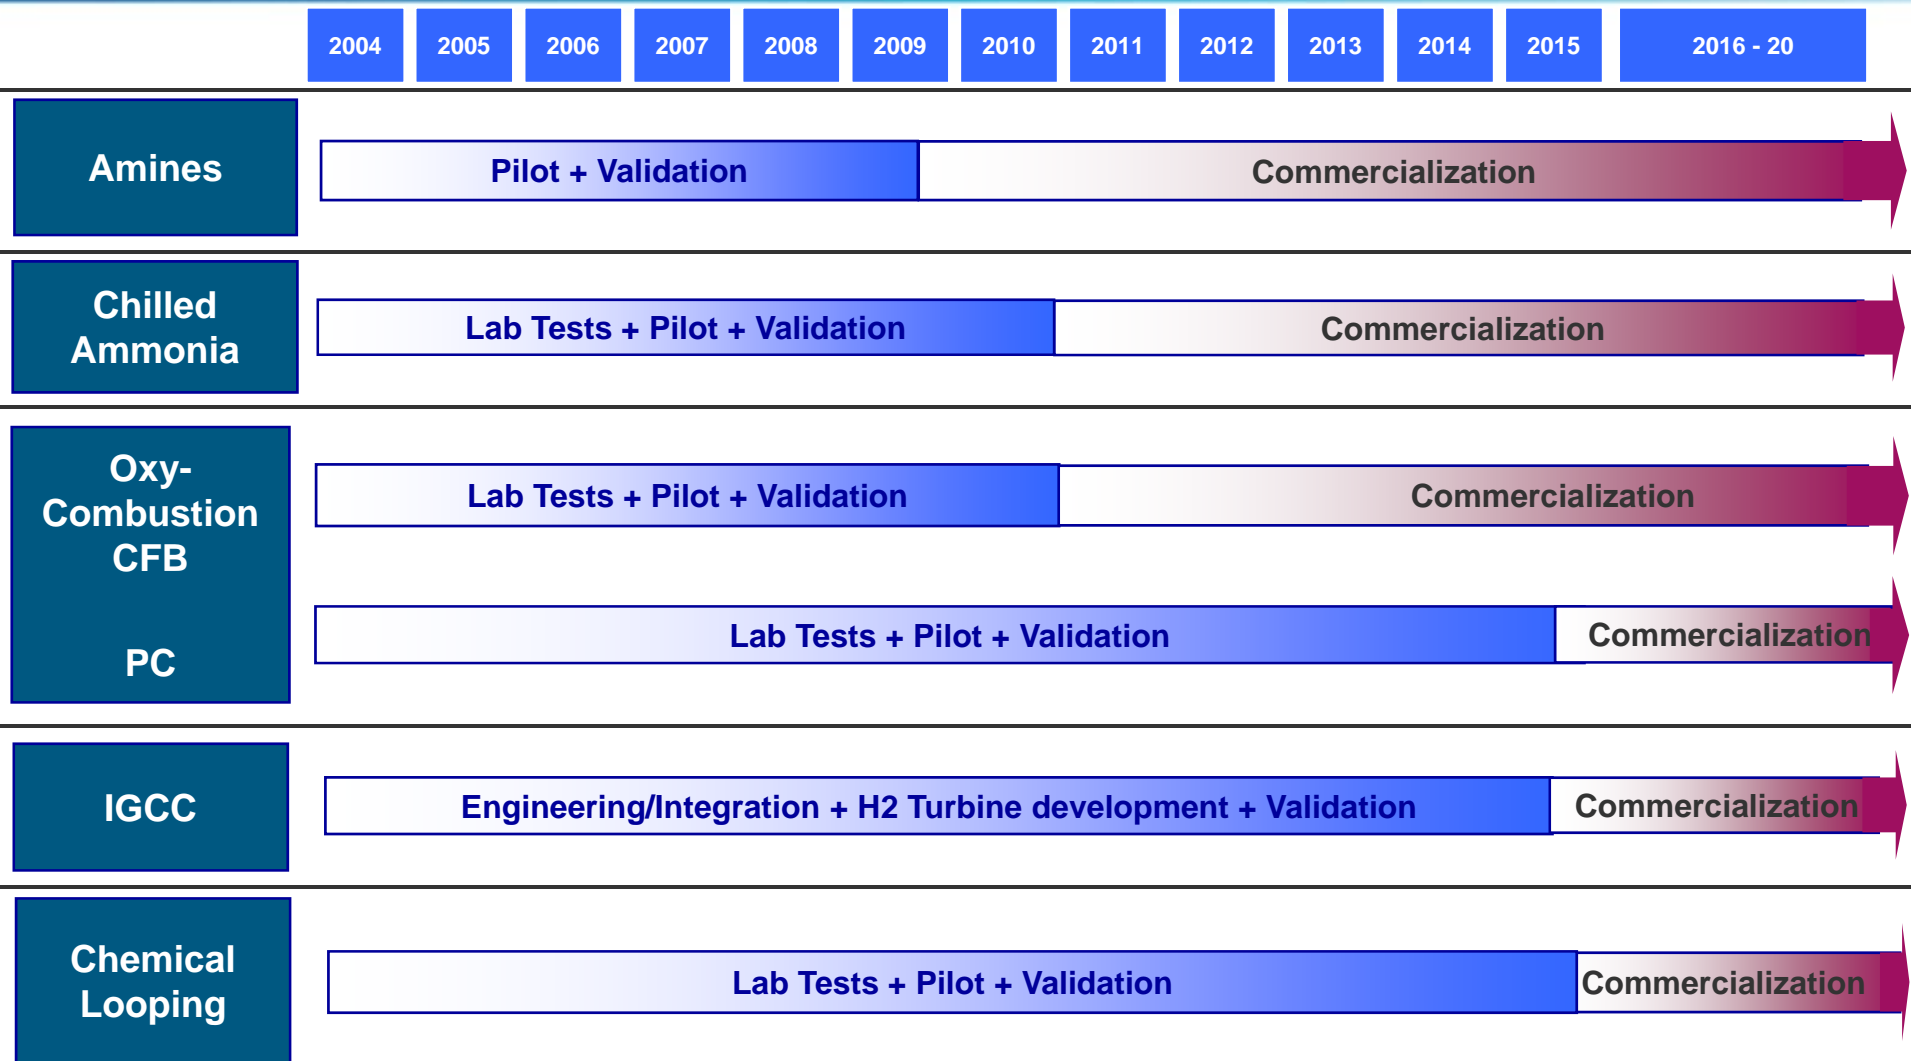 2004 2005 2006 2007 2008 2009 2010 2011 2012 2013 2014 2015 2016 - 20
Amines
Pilot + Validation
Commercialization
Chilled
Ammonia
Lab Tests + Pilot + Validation
Commercialization
Oxy-
Combustion
CFB
Lab Tests + Pilot + Validation
Commercialization
PC
Lab Tests + Pilot + Validation
Commercialization
IGCC
Engineering/Integration + H2 Turbine development + Validation
Commercialization
Chemical
Looping
Lab Tests + Pilot + Validation
Commercialization